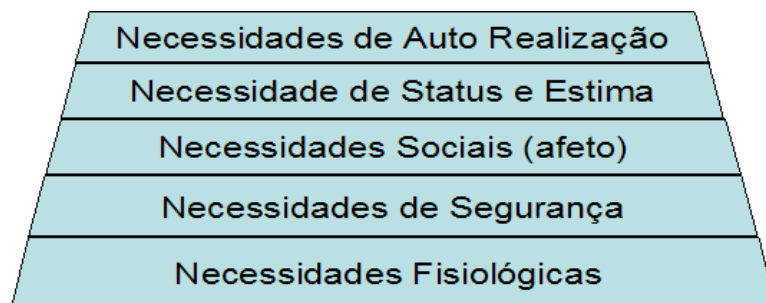 Necessidades de Auto Realização
Necessidade de Status e Estima
Necessidades Sociais (afeto)
Necessidades de Segurança
Necessidades Fisiológicas